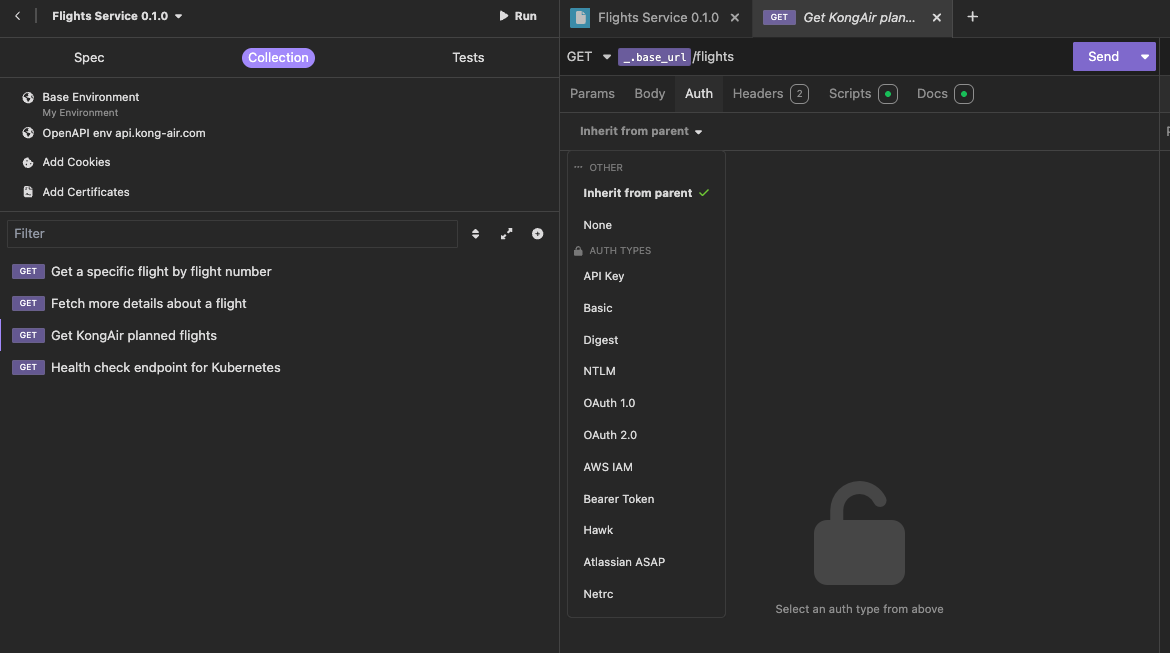 Flights Service 0.1.0
Run
Spec
Collection
Tests
Base Environment
My Environment
OpenAPI env api.kong-air.com
Add Cookies
Add Certificates
Filter
GET Get a specific flight by flight number
GET Fetch more details about a flight
GET Get KongAir planned flights
GET Health check endpoint for Kubernetes
Flights Service 0.1.0
GET Get KongAir plan...
GET _.base_url/flights
Send
Params
Body
Auth
Headers 2
Scripts
Docs
Inherit from parent
OTHER
Inherit from parent
None
AUTH TYPES
API Key
Basic
Digest
NTLM
OAuth 1.0
OAuth 2.0
AWS IAM
Bearer Token
Hawk
Atlassian ASAP
Netrc
Select an auth type from above